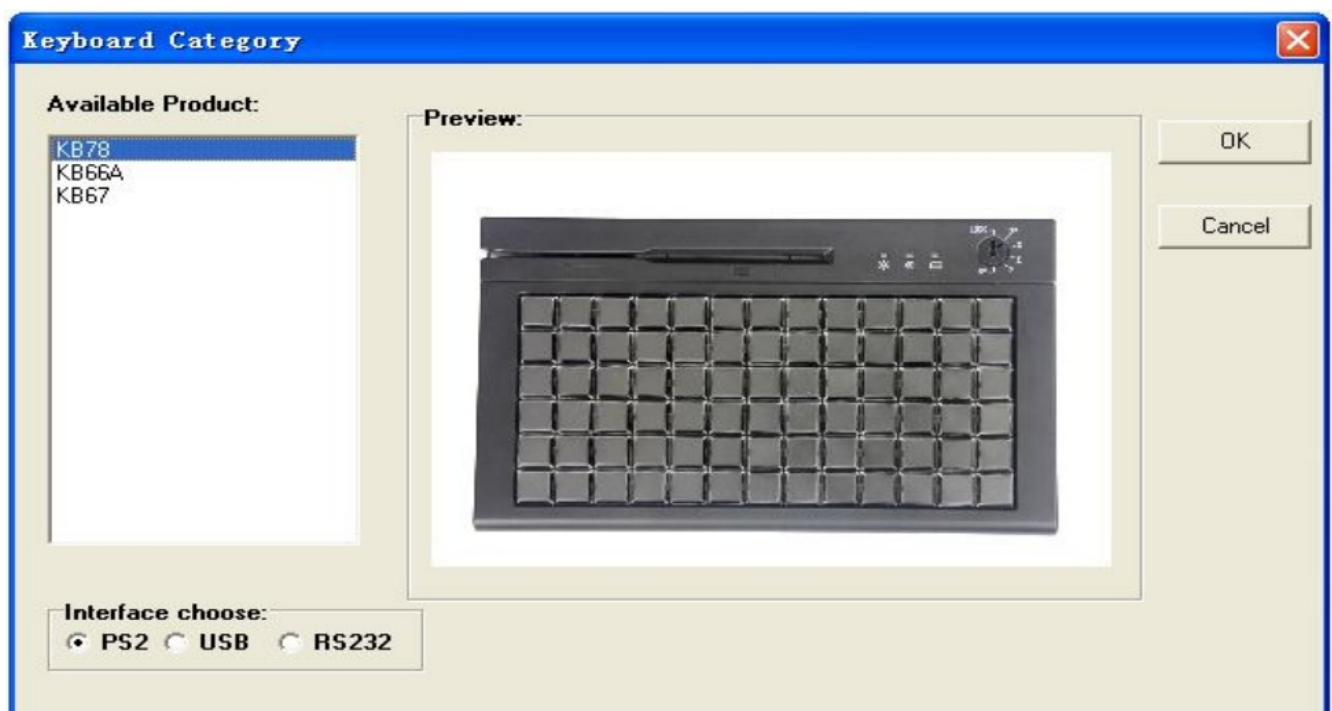 Keyboard Category
Available Product:
Preview:
KB78
KB66A
KB67
OK
Cancel
Interface choose:
PS2 USB RS232